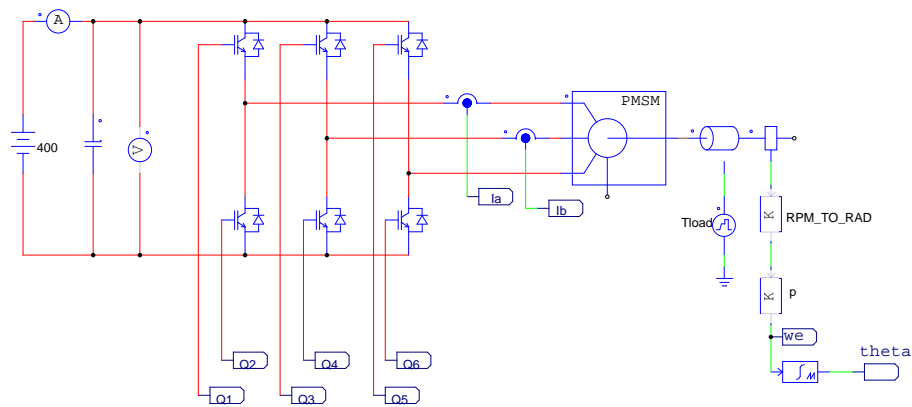 A
PMSM
400
V
Ia
Ib
Tload
K
RPM_TO_RAD
K
p
we
theta
∫M
Q2
Q4
Q6
Q1
Q3
Q5